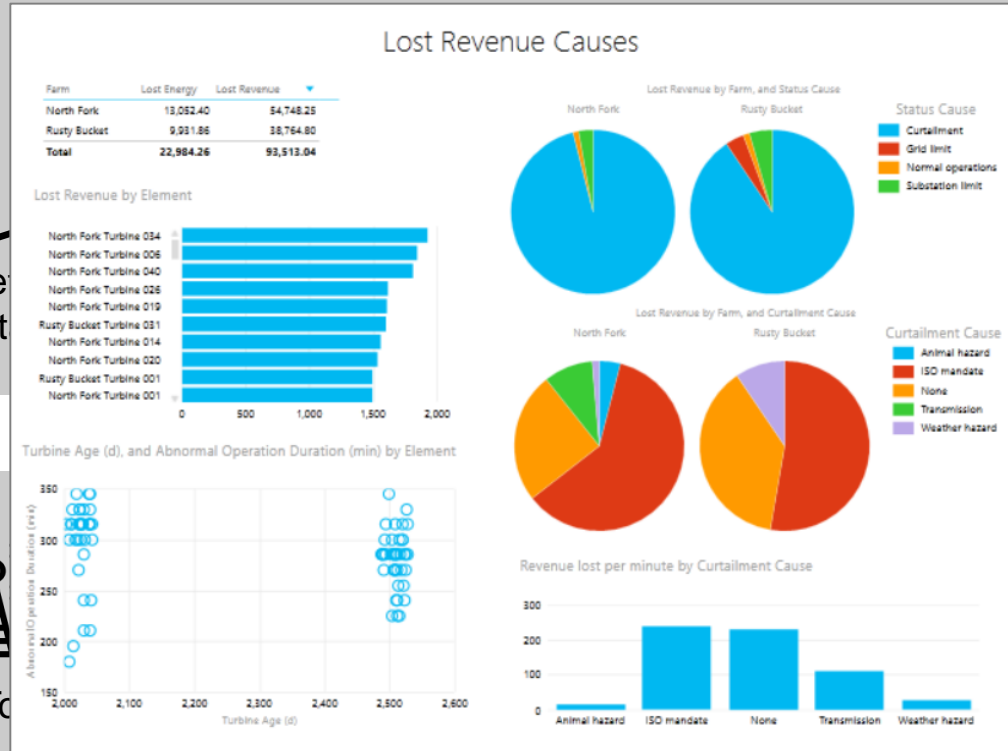 Lost Revenue Causes
Farm Lost Energy Lost Revenue
North Fork 13,052.40 54,748.25
Rusty Bucket 9,931.86 38,764.80
Total 22,984.26 93,513.04
Lost Revenue by Element
North Fork Turbine 034
North Fork Turbine 006
North Fork Turbine 040
North Fork Turbine 026
North Fork Turbine 019
Rusty Bucket Turbine 031
North Fork Turbine 014
North Fork Turbine 020
Rusty Bucket Turbine 001
North Fork Turbine 001
0 500 1,000 1,500 2,000
Turbine Age (d), and Abnormal Operation Duration (min) by Element
Abnormal Operation Duration (min)
350
300
250
200
150
2,000 2,100 2,200 2,300 2,400 2,500 2,600
Turbine Age (d)
Lost Revenue by Farm, and Status Cause
North Fork Rusty Bucket
Status Cause
Curtailment
Grid limit
Normal operations
Substation limit
Lost Revenue by Farm, and Curtailment Cause
North Fork Rusty Bucket
Curtailment Cause
Animal hazard
ISO mandate
None
Transmission
Weather hazard
Revenue lost per minute by Curtailment Cause
300
200
100
0
Animal hazard ISO mandate None Transmission Weather hazard